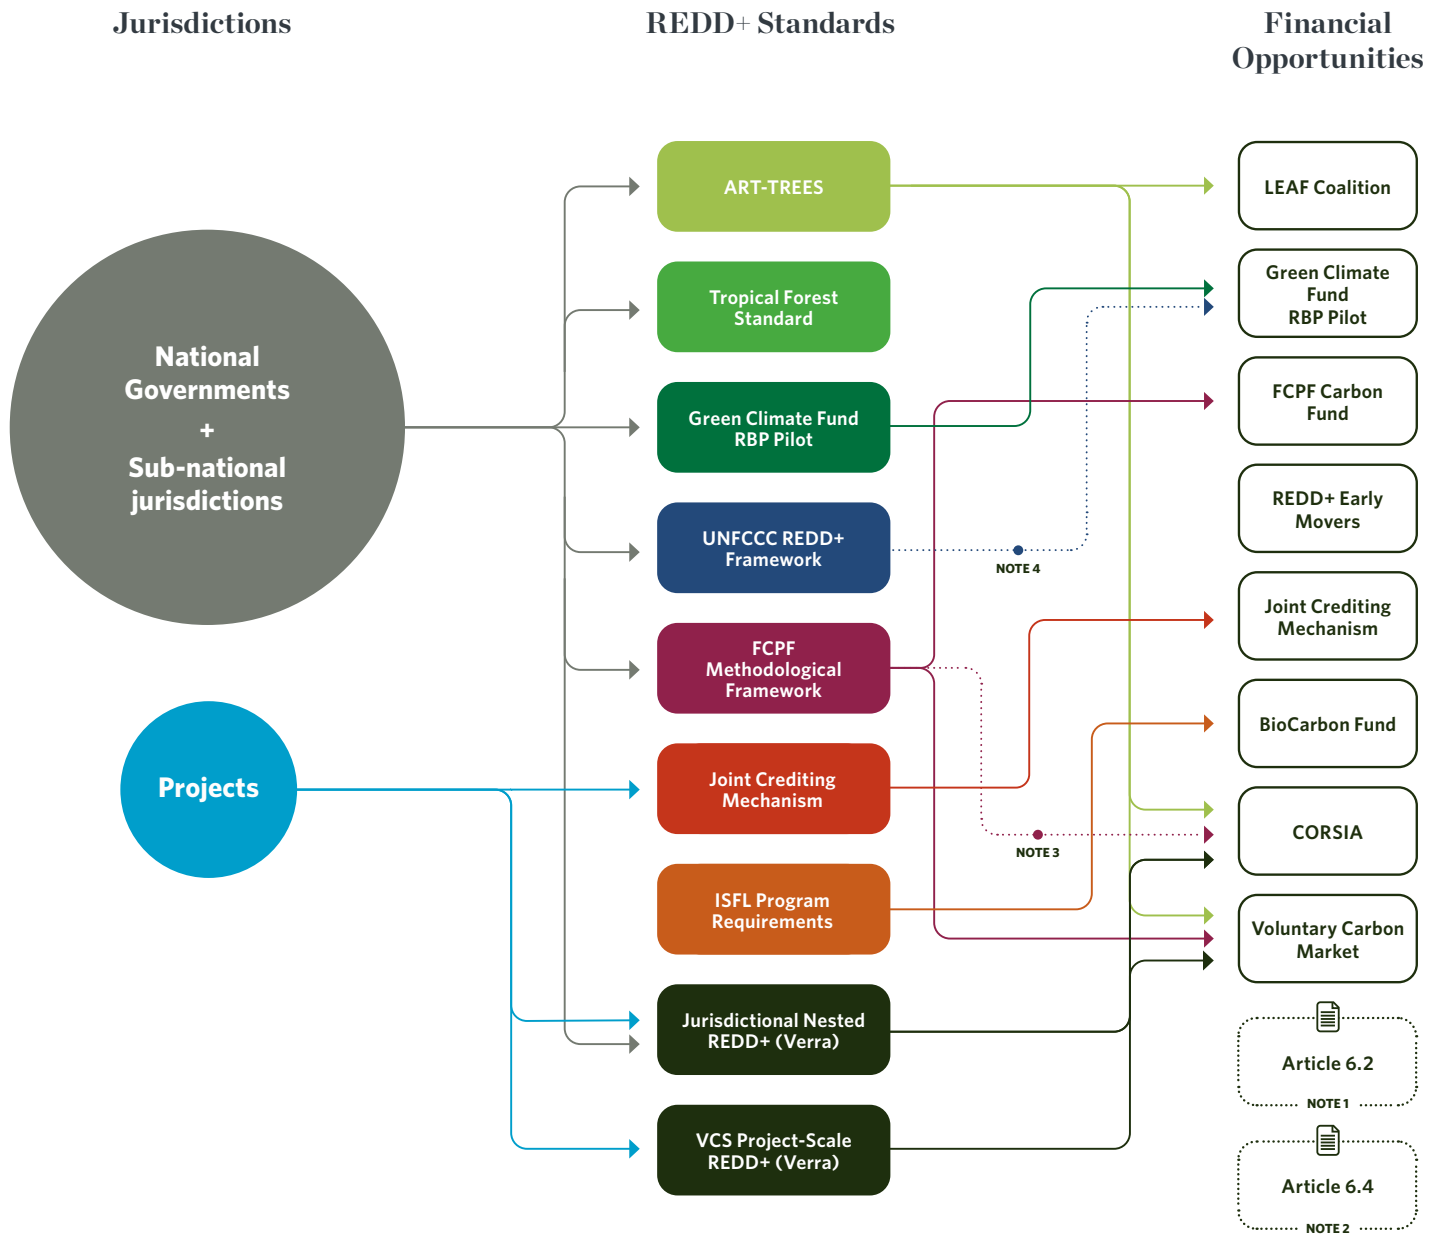 Jurisdictions
REDD+ Standards
Financial
Opportunities
National
Governments
+
Sub-national
jurisdictions
Projects
ART-TREES
Tropical Forest
Standard
Green Climate Fund
RBP Pilot
UNFCCC REDD+
Framework
FCPF
Methodological
Framework
Joint Crediting
Mechanism
ISFL Program
Requirements
Jurisdictional Nested
REDD+ (Verra)
VCS Project-Scale
REDD+ (Verra)
NOTE 4
NOTE 3
LEAF Coalition
Green Climate
Fund
RBP Pilot
FCPF Carbon
Fund
REDD+ Early
Movers
Joint Crediting
Mechanism
BioCarbon Fund
CORSIA
Voluntary Carbon
Market
Article 6.2
NOTE 1
Article 6.4
NOTE 2